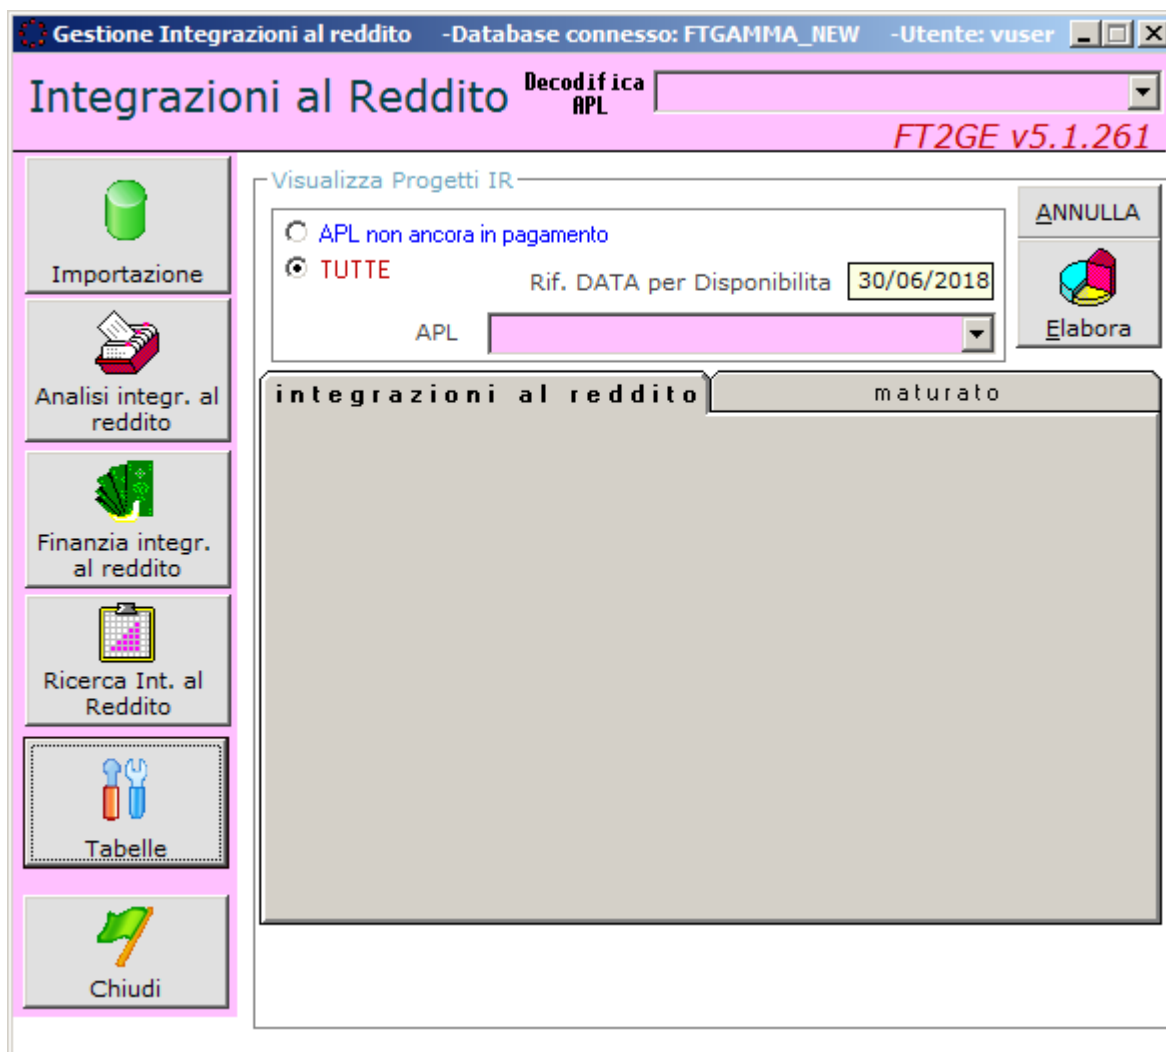 Gestione Integrazioni al reddito -Database connesso: FTGAMMA_NEW -Utente: vuser
Integrazioni al Reddito
Decodifica
APL
FT2GE v5.1.261
Importazione
Analisi integr. al
reddito
Finanzia integr.
al reddito
Ricerca Int. al
Reddito
Tabelle
Chiudi
Visualizza Progetti IR
APL non ancora in pagamento
TUTTE
Rif. DATA per Disponibilita 30/06/2018
APL
ANNULLA
Elabora
integrazioni al reddito
maturato